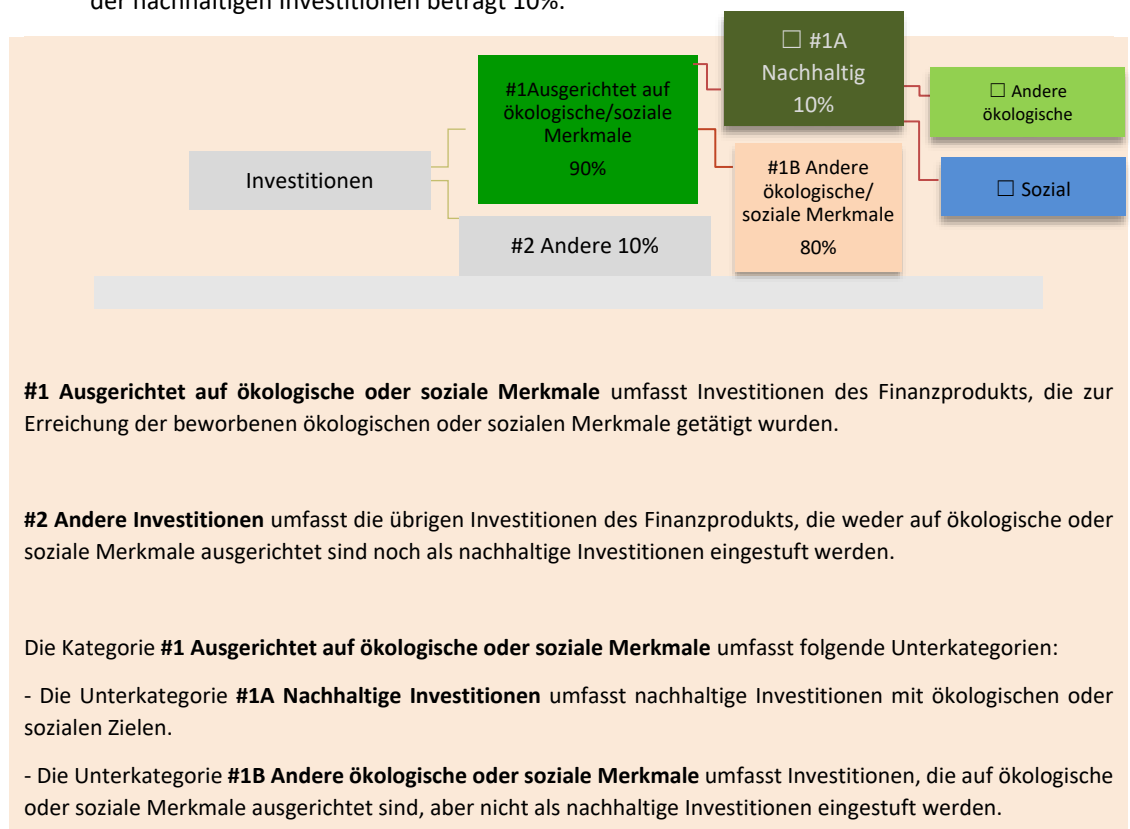 der nachhaltigen Investitionen beträgt 10%.
☐ #1A
Nachhaltig
10%
#1Ausgerichtet auf
ökologische/soziale
Merkmale
90%
☐ Andere
ökologische
Investitionen
#1B Andere
ökologische/
soziale Merkmale
80%
☐ Sozial
#2 Andere 10%
#1 Ausgerichtet auf ökologische oder soziale Merkmale umfasst Investitionen des Finanzprodukts, die zur
Erreichung der beworbenen ökologischen oder sozialen Merkmale getätigt wurden.
#2 Andere Investitionen umfasst die übrigen Investitionen des Finanzprodukts, die weder auf ökologische oder
soziale Merkmale ausgerichtet sind noch als nachhaltige Investitionen eingestuft werden.
Die Kategorie #1 Ausgerichtet auf ökologische oder soziale Merkmale umfasst folgende Unterkategorien:
- Die Unterkategorie #1A Nachhaltige Investitionen umfasst nachhaltige Investitionen mit ökologischen oder
sozialen Zielen.
- Die Unterkategorie #1B Andere ökologische oder soziale Merkmale umfasst Investitionen, die auf ökologische
oder soziale Merkmale ausgerichtet sind, aber nicht als nachhaltige Investitionen eingestuft werden.